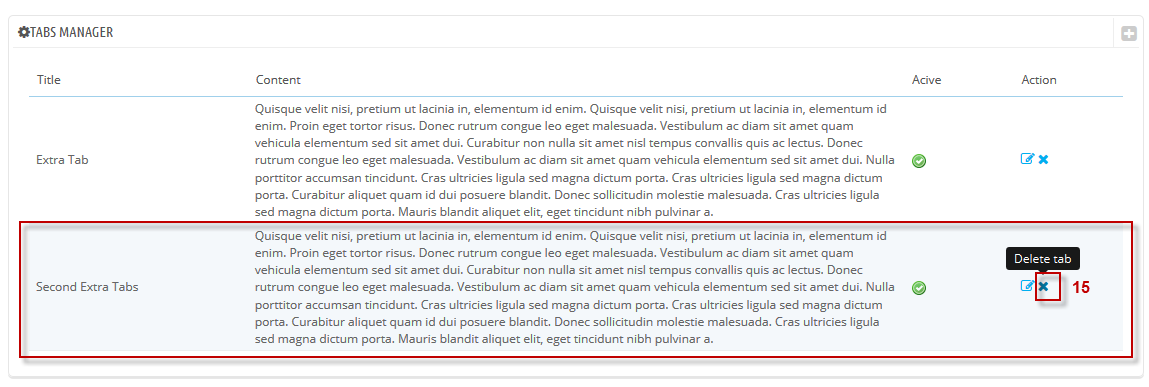 TABS MANAGER
Title Content Acive Action
Quisque velit nisi, pretium ut lacinia in, elementum id enim. Quisque velit nisi, pretium ut lacinia in, elementum id
enim. Proin eget tortor risus. Donec rutrum congue leo eget malesuada. Vestibulum ac diam sit amet quam
vehicula elementum sed sit amet dui. Curabitur non nulla sit amet nisl tempus convallis quis ac lectus. Donec
Extra Tab rutrum congue leo eget malesuada. Vestibulum ac diam sit amet quam vehicula elementum sed sit amet dui. Nulla
porttitor accumsan tincidunt. Cras ultricies ligula sed magna dictum porta. Cras ultricies ligula sed magna dictum
porta. Curabitur aliquet quam id dui posuere blandit. Donec sollicitudin molestie malesuada. Cras ultricies ligula
sed magna dictum porta. Mauris blandit aliquet elit, eget tincidunt nibh pulvinar a.
Quisque velit nisi, pretium ut lacinia in, elementum id enim. Quisque velit nisi, pretium ut lacinia in, elementum id
enim. Proin eget tortor risus. Donec rutrum congue leo eget malesuada. Vestibulum ac diam sit amet quam
vehicula elementum sed sit amet dui. Curabitur non nulla sit amet nisl tempus convallis quis ac lectus. Donec
Delete tab
Second Extra Tabs rutrum congue leo eget malesuada. Vestibulum ac diam sit amet quam vehicula elementum sed sit amet dui. Nulla 15
porttitor accumsan tincidunt. Cras ultricies ligula sed magna dictum porta. Cras ultricies ligula sed magna dictum
porta. Curabitur aliquet quam id dui posuere blandit. Donec sollicitudin molestie malesuada. Cras ultricies ligula
sed magna dictum porta. Mauris blandit aliquet elit, eget tincidunt nibh pulvinar a.